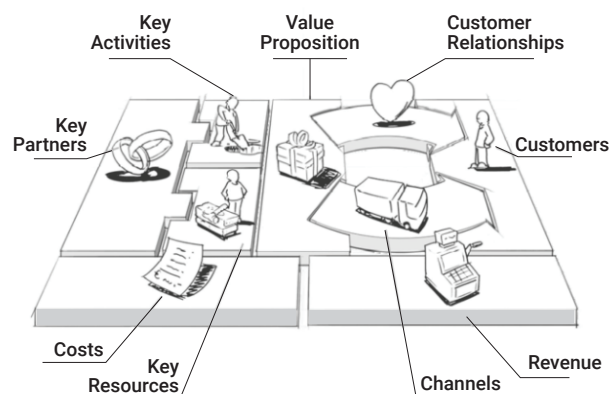 Key
Activities
Value
Proposition
Customer
Relationships
Key
Partners
Customers
Costs
Key
Resources
Channels
Revenue